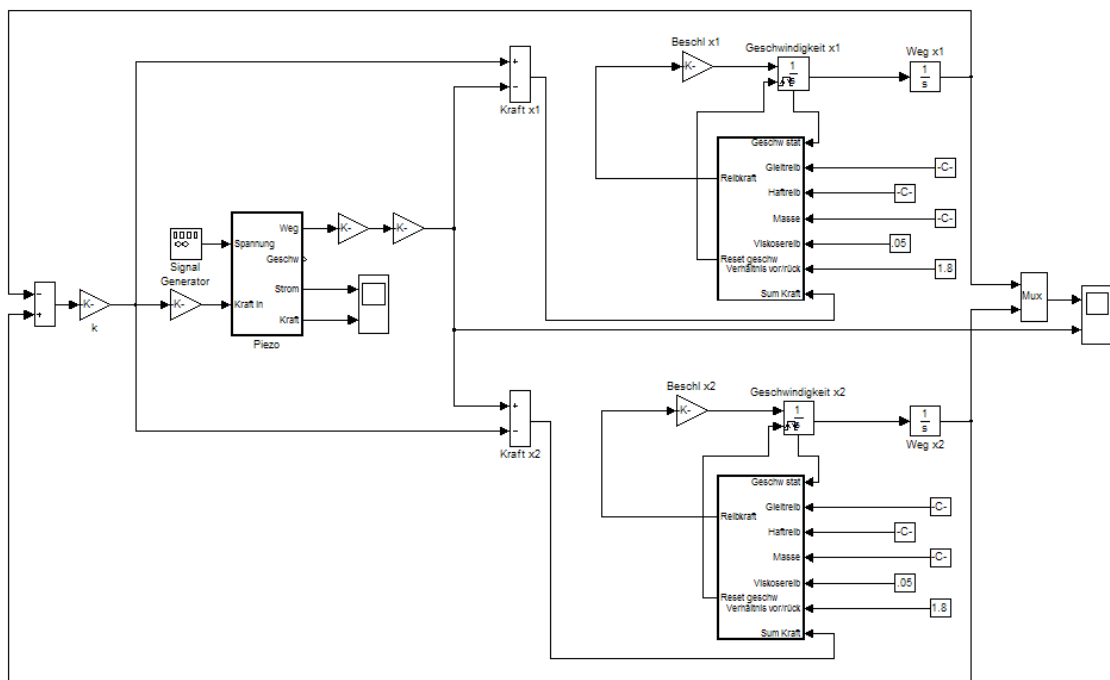 Beschl x1
Geschwindigkeit x1
Weg x1
K-
1
s
1
s
+
-
Kraft x1
Geschw stat
Gleitreib
-C-
Reibkraft
Haftreib
-C-
Masse
-C-
Viskosereib
.05
Reset geschw
Verhältnis vor/rück
1.8
Sum Kraft
Signal
Generator
Spannung
Weg
Geschw
Strom
Kraft
Kraft in
Piezo
K-
K-
K-
-
+
K-
k
Mux
Beschl x2
Geschwindigkeit x2
K-
1
s
1
s
Weg x2
+
-
Kraft x2
Geschw stat
Gleitreib
-C-
Reibkraft
Haftreib
-C-
Masse
-C-
Viskosereib
.05
Reset geschw
Verhältnis vor/rück
1.8
Sum Kraft